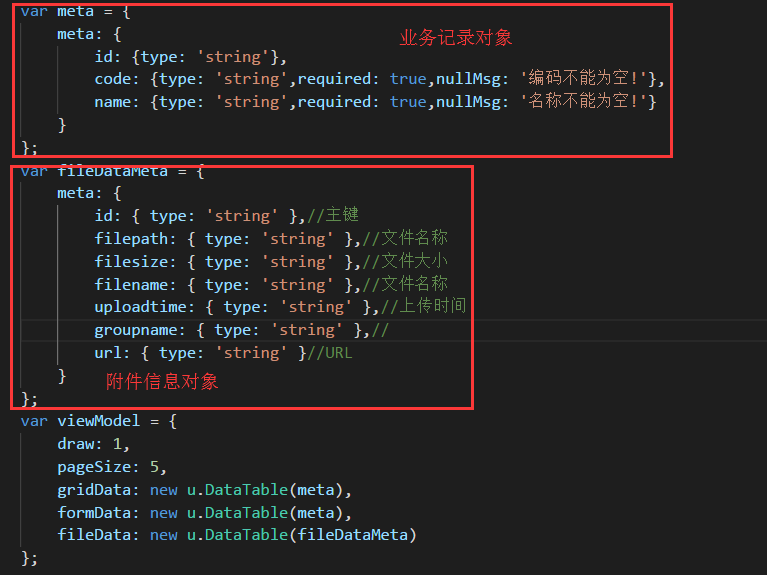 var meta = {
meta: {
业务记录对象
id: {type: 'string'},
code: {type: 'string',required: true,nullMsg: '编码不能为空!'},
name: {type: 'string',required: true,nullMsg: '名称不能为空!'}
}
};
var fileDataMeta = {
meta: {
id: { type: 'string' },//主键
filepath: { type: 'string' },//文件名称
filesize: { type: 'string' },//文件大小
filename: { type: 'string' },//文件名称
uploadtime: { type: 'string' },//上传时间
groupname: { type: 'string' },//
url: { type: 'string' }//URL
}
附件信息对象
};
var viewModel = {
draw: 1,
pageSize: 5,
gridData: new u.DataTable(meta),
formData: new u.DataTable(meta),
fileData: new u.DataTable(fileDataMeta)
};